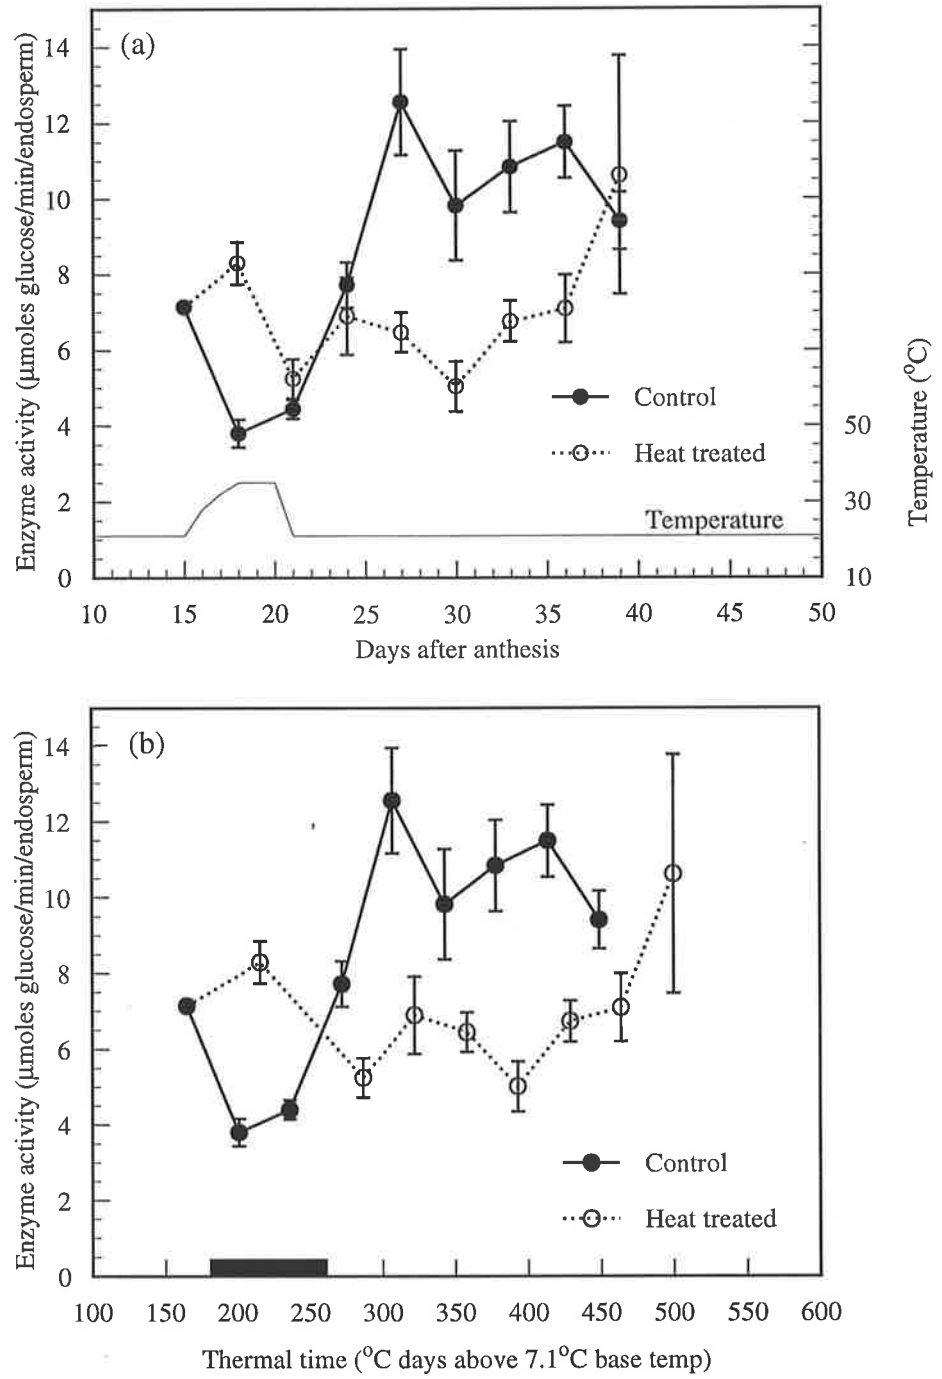 (a)
Enzyme activity (µmoles glucose/min/endosperm)
14
12
10
8
6
4
2
0
Control
Heat treated
Temperature
50
30
10
Temperature (°C)
10 15 20 25 30 35 40 45 50
Days after anthesis
(b)
Enzyme activity (µmoles glucose/min/endosperm)
14
12
10
8
6
4
2
0
Control
Heat treated
100 150 200 250 300 350 400 450 500 550 600
Thermal time (°C days above 7.1°C base temp)